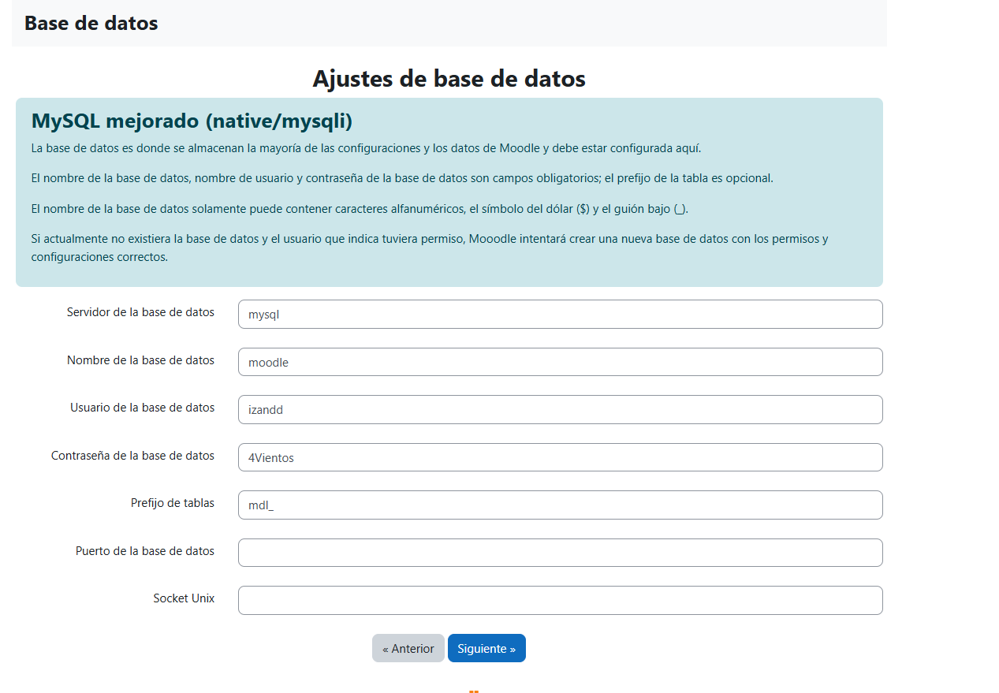 Base de datos
Ajustes de base de datos
MySQL mejorado (native/mysqli)
La base de datos es donde se almacenan la mayoría de las configuraciones y los datos de Moodle y debe estar configurada aquí.
El nombre de la base de datos, nombre de usuario y contraseña de la base de datos son campos obligatorios; el prefijo de la tabla es opcional.
El nombre de la base de datos solamente puede contener caracteres alfanuméricos, el símbolo del dólar ($) y el guión bajo (_).
Si actualmente no existiera la base de datos y el usuario que indica tuviera permiso, Mooodle intentará crear una nueva base de datos con los permisos y
configuraciones correctos.
Servidor de la base de datos mysql
Nombre de la base de datos moodle
Usuario de la base de datos izandd
Contraseña de la base de datos 4Vientos
Prefijo de tablas mdl_
Puerto de la base de datos
Socket Unix
« Anterior Siguiente »